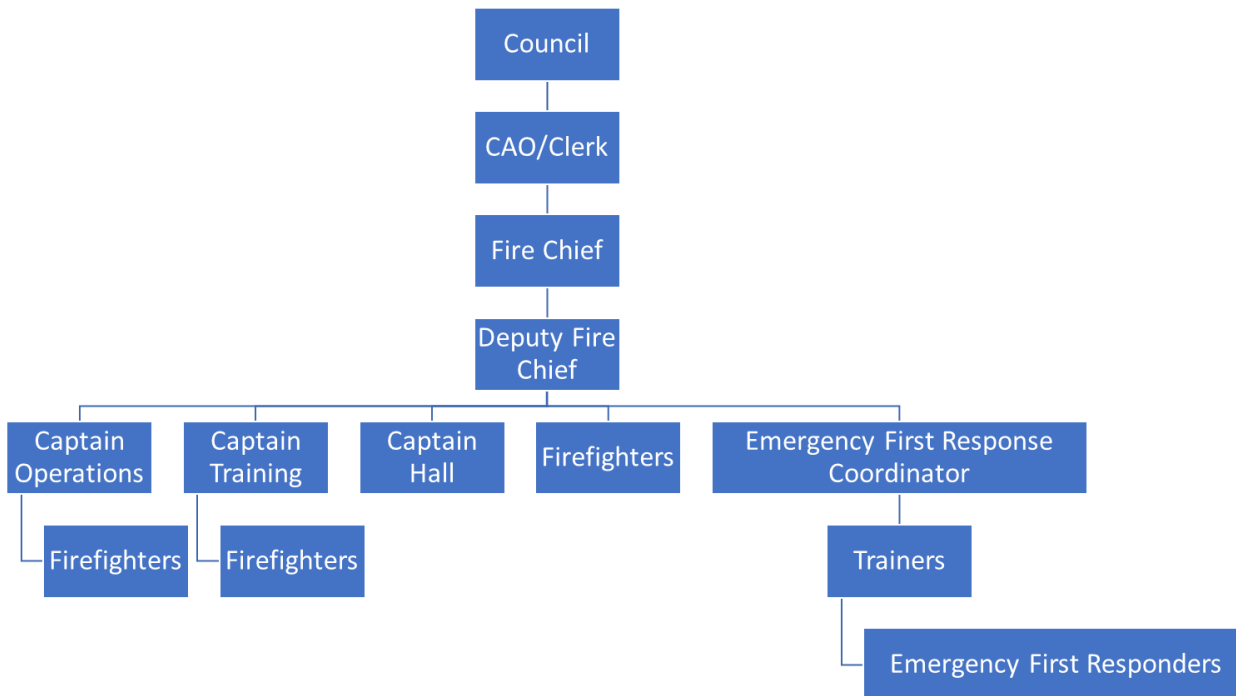 Council
CAO/Clerk
Fire Chief
Deputy Fire
Chief
Captain
Operations
Captain
Training
Captain
Hall
Firefighters
Emergency First Response
Coordinator
Firefighters
Firefighters
Trainers
Emergency First Responders